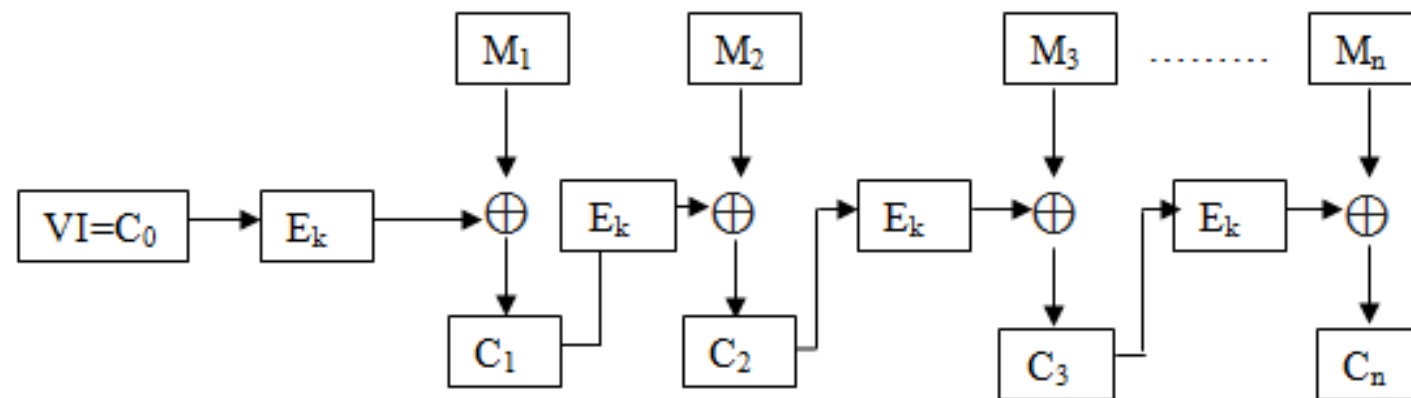 M₁ M₂ M₃ ........... Mₙ
VI=C₀ Eₖ Eₖ Eₖ Eₖ
C₁ C₂ C₃ Cₙ